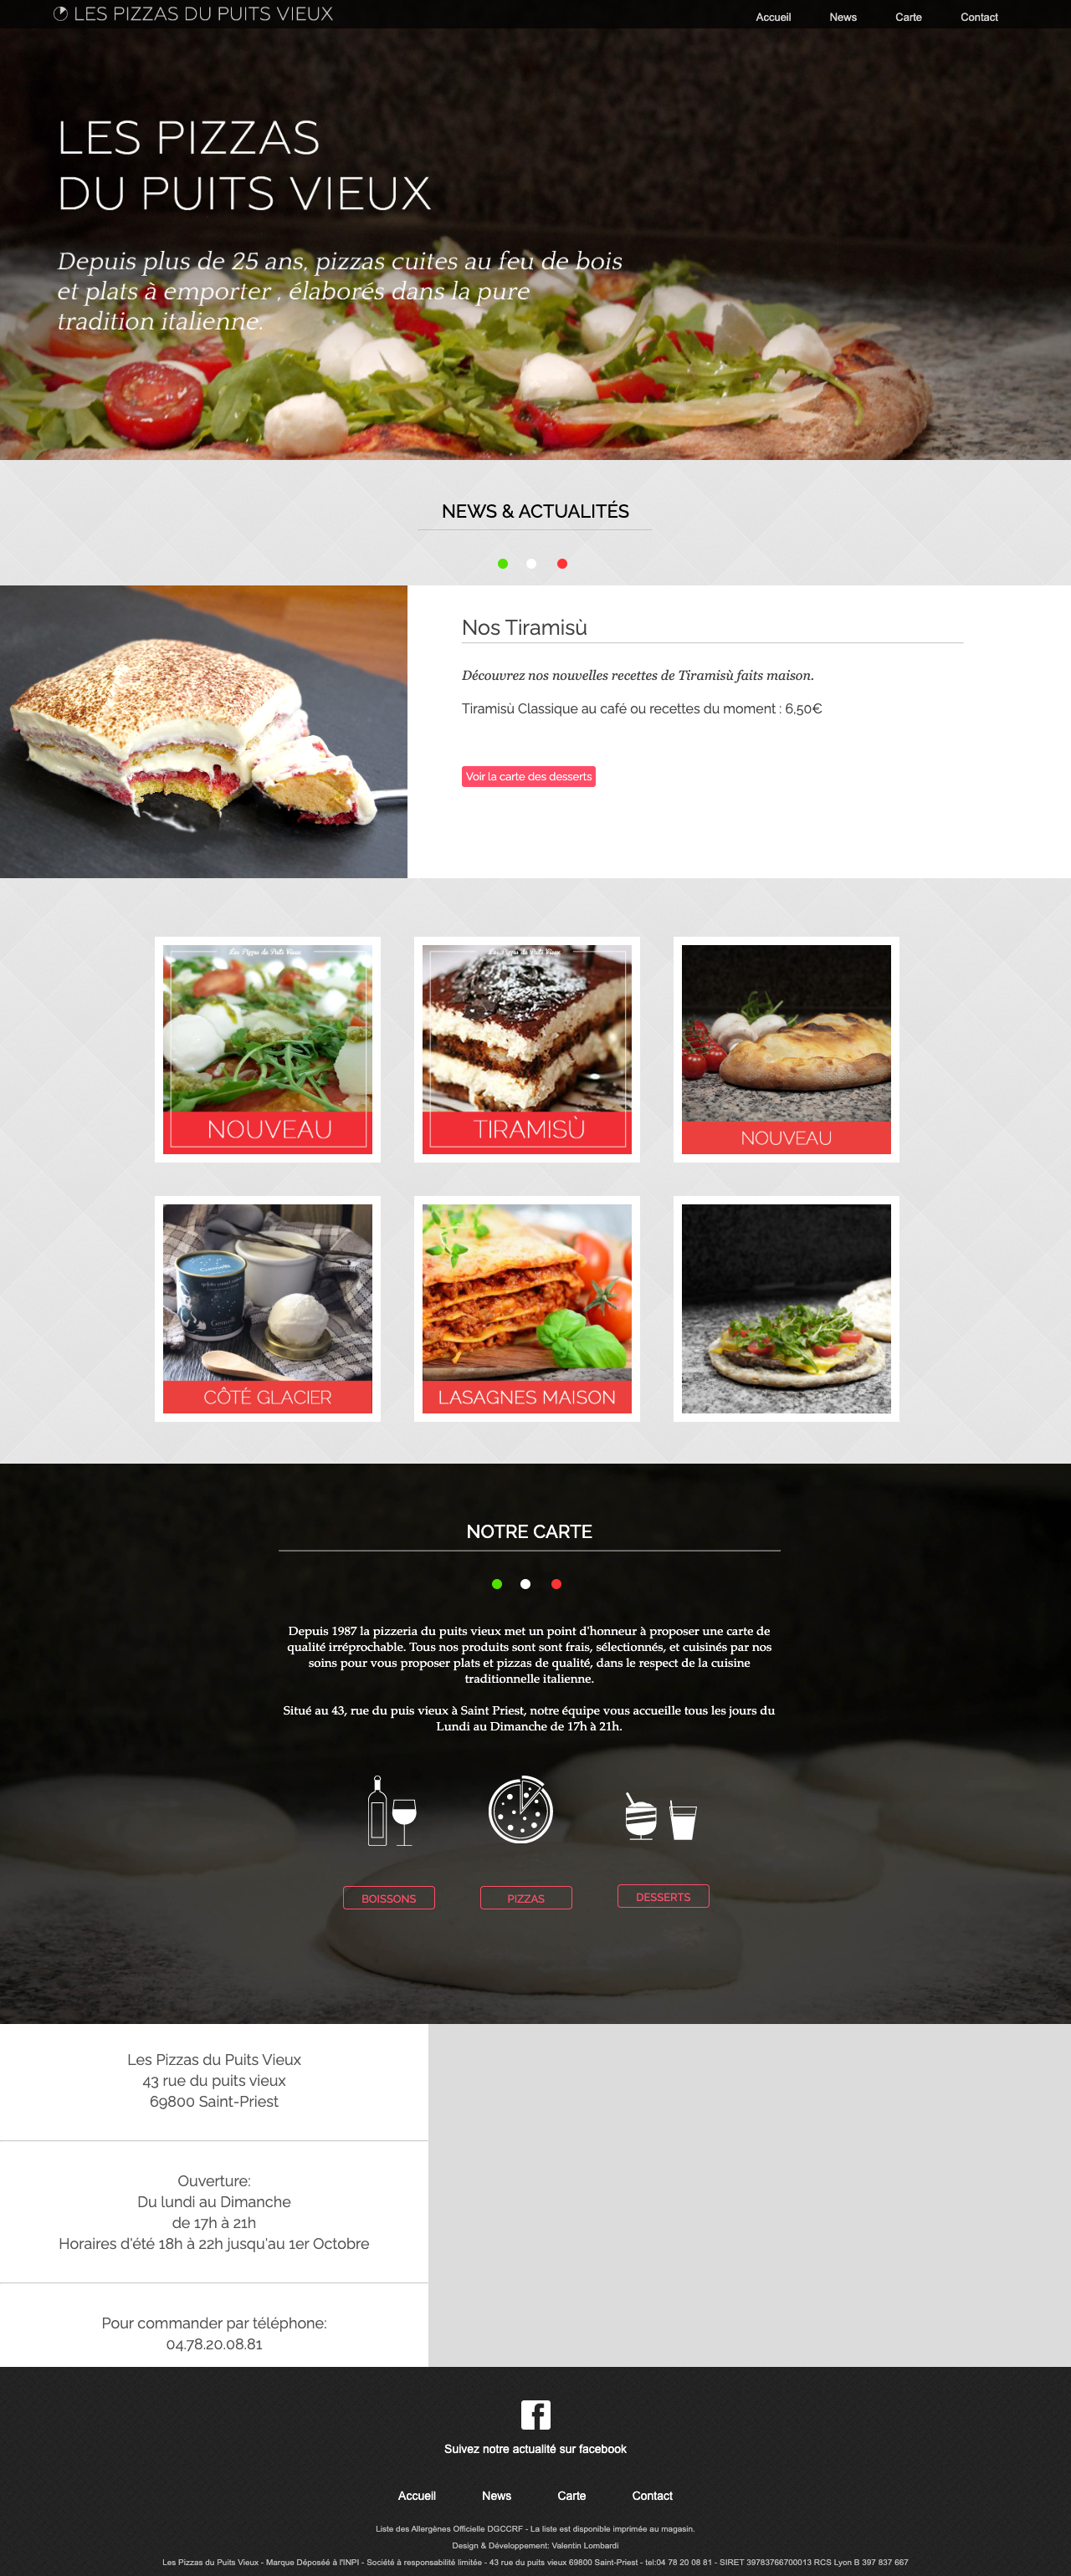 LES PIZZAS DU PUITS VIEUX
Accueil News Carte Contact
LES PIZZAS
DU PUITS VIEUX
Depuis plus de 25 ans, pizzas cuites au feu de bois
et plats à emporter , élaborés dans la pure
tradition italienne.
NEWS & ACTUALITÉS
Nos Tiramisù
Découvrez nos nouvelles recettes de Tiramisù faits maison.
Tiramisù Classique au café ou recettes du moment : 6,50€
Voir la carte des desserts
Les Pizzas du Puits Vieux
NOUVEAU
Les Pizzas du Puits Vieux
TIRAMISÙ
NOUVEAU
CÔTÉ GLACIER
LASAGNES MAISON
NOTRE CARTE
Depuis 1987 la pizzeria du puits vieux met un point d'honneur à proposer une carte de
qualité irréprochable. Tous nos produits sont sont frais, sélectionnés, et cuisinés par nos
soins pour vous proposer plats et pizzas de qualité, dans le respect de la cuisine
traditionnelle italienne.
Situé au 43, rue du puis vieux à Saint Priest, notre équipe vous accueille tous les jours du
Lundi au Dimanche de 17h à 21h.
BOISSONS PIZZAS DESSERTS
Les Pizzas du Puits Vieux
43 rue du puits vieux
69800 Saint-Priest
Ouverture:
Du lundi au Dimanche
de 17h à 21h
Horaires d'été 18h à 22h jusqu'au 1er Octobre
Pour commander par téléphone:
04.78.20.08.81
Suivez notre actualité sur facebook
Accueil News Carte Contact
Liste des Allergènes Officielle DGCCRF - La liste est disponible imprimée au magasin.
Design & Développement: Valentin Lombardi
Les Pizzas du Puits Vieux - Marque Déposéé à l'INPI - Société à responsabilité limitée - 43 rue du puits vieux 69800 Saint-Priest - tel:04 78 20 08 81 - SIRET 39783766700013 RCS Lyon B 397 837 667